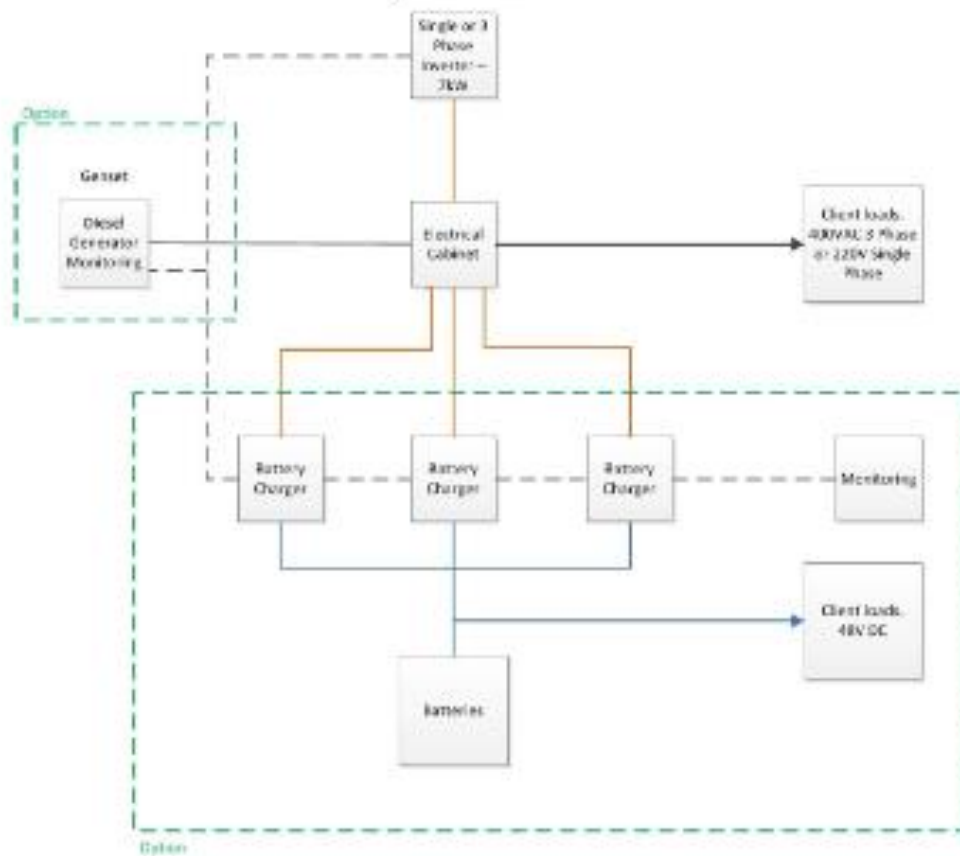 Single or 3
Phase
Inverter –
7kW
Option
Genset
Diesel
Generator
Monitoring
Electrical
Cabinet
Client loads.
400VAC 3 Phase
or 220V Single
Phase
Battery
Charger
Battery
Charger
Battery
Charger
Monitoring
Client loads.
48V DC
Batteries
Option